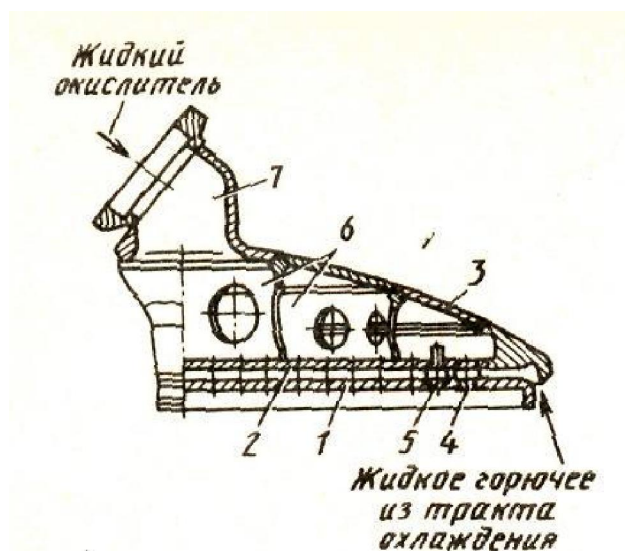 Жидкий
окислитель
7
6
3
2 1 5 4
Жидкое горючее
из тракта
охлаждения